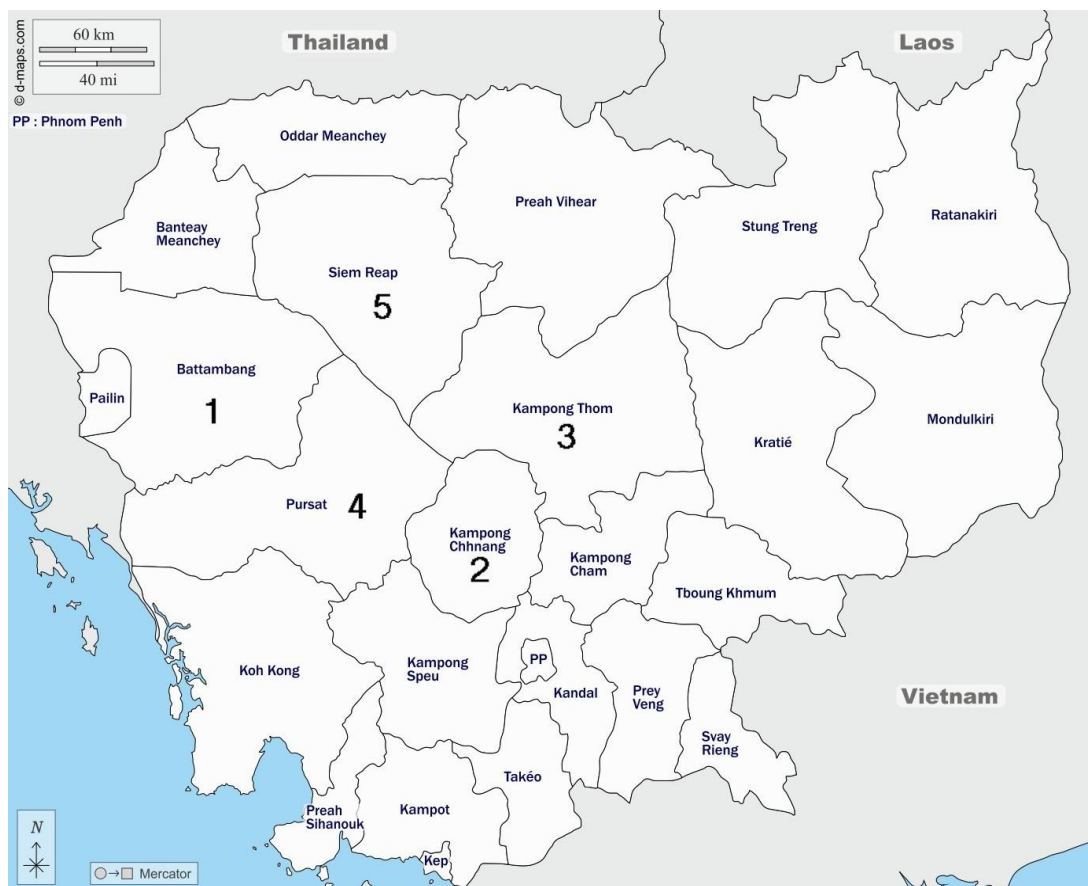 60 km
40 mi
© d-maps.com
PP : Phnom Penh
Thailand
Laos
Oddar Meanchey
Preah Vihear
Banteay
Meanchey
Stung Treng
Ratanakiri
Siem Reap
5
Battambang
1
Pailin
Kampong Thom
3
Kratié
Mondulkiri
Pursat
4
Kampong
Chhnang
2
Kampong
Cham
Tboung Khmum
Koh Kong
Kampong
Speu
PP
Kandal
Prey
Veng
Svay
Rieng
Vietnam
Takéo
Preah
Sihanouk
Kampot
Kep
N
Mercator